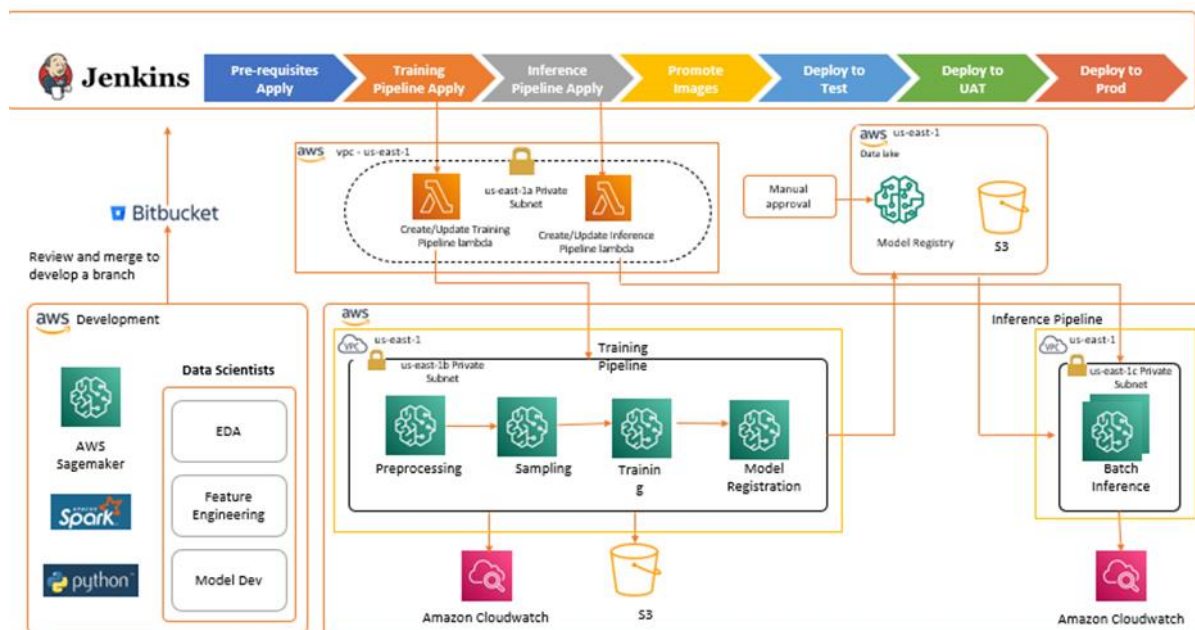 Jenkins
Pre-requisites
Apply
Training
Pipeline Apply
Inference
Pipeline Apply
Promote
Images
Deploy to
Test
Deploy to
UAT
Deploy to
Prod
aws vpc - us-east-1
us-east-1a Private
Subnet
Create/Update Training
Pipeline lambda
Create/Update Inference
Pipeline lambda
Manual
approval
aws us-east-1
Data lake
Model Registry
S3
Bitbucket
Review and merge to
develop a branch
aws Development
Data Scientists
AWS
Sagemaker
APACHE
Spark
python
EDA
Feature
Engineering
Model Dev
aws
VPC us-east-1
us-east-1b Private
Subnet
Training
Pipeline
Preprocessing
Sampling
Trainin
g
Model
Registration
Amazon Cloudwatch
S3
Inference Pipeline
VPC us-east-1
us-east-1c Private
Subnet
Batch
Inference
Amazon Cloudwatch